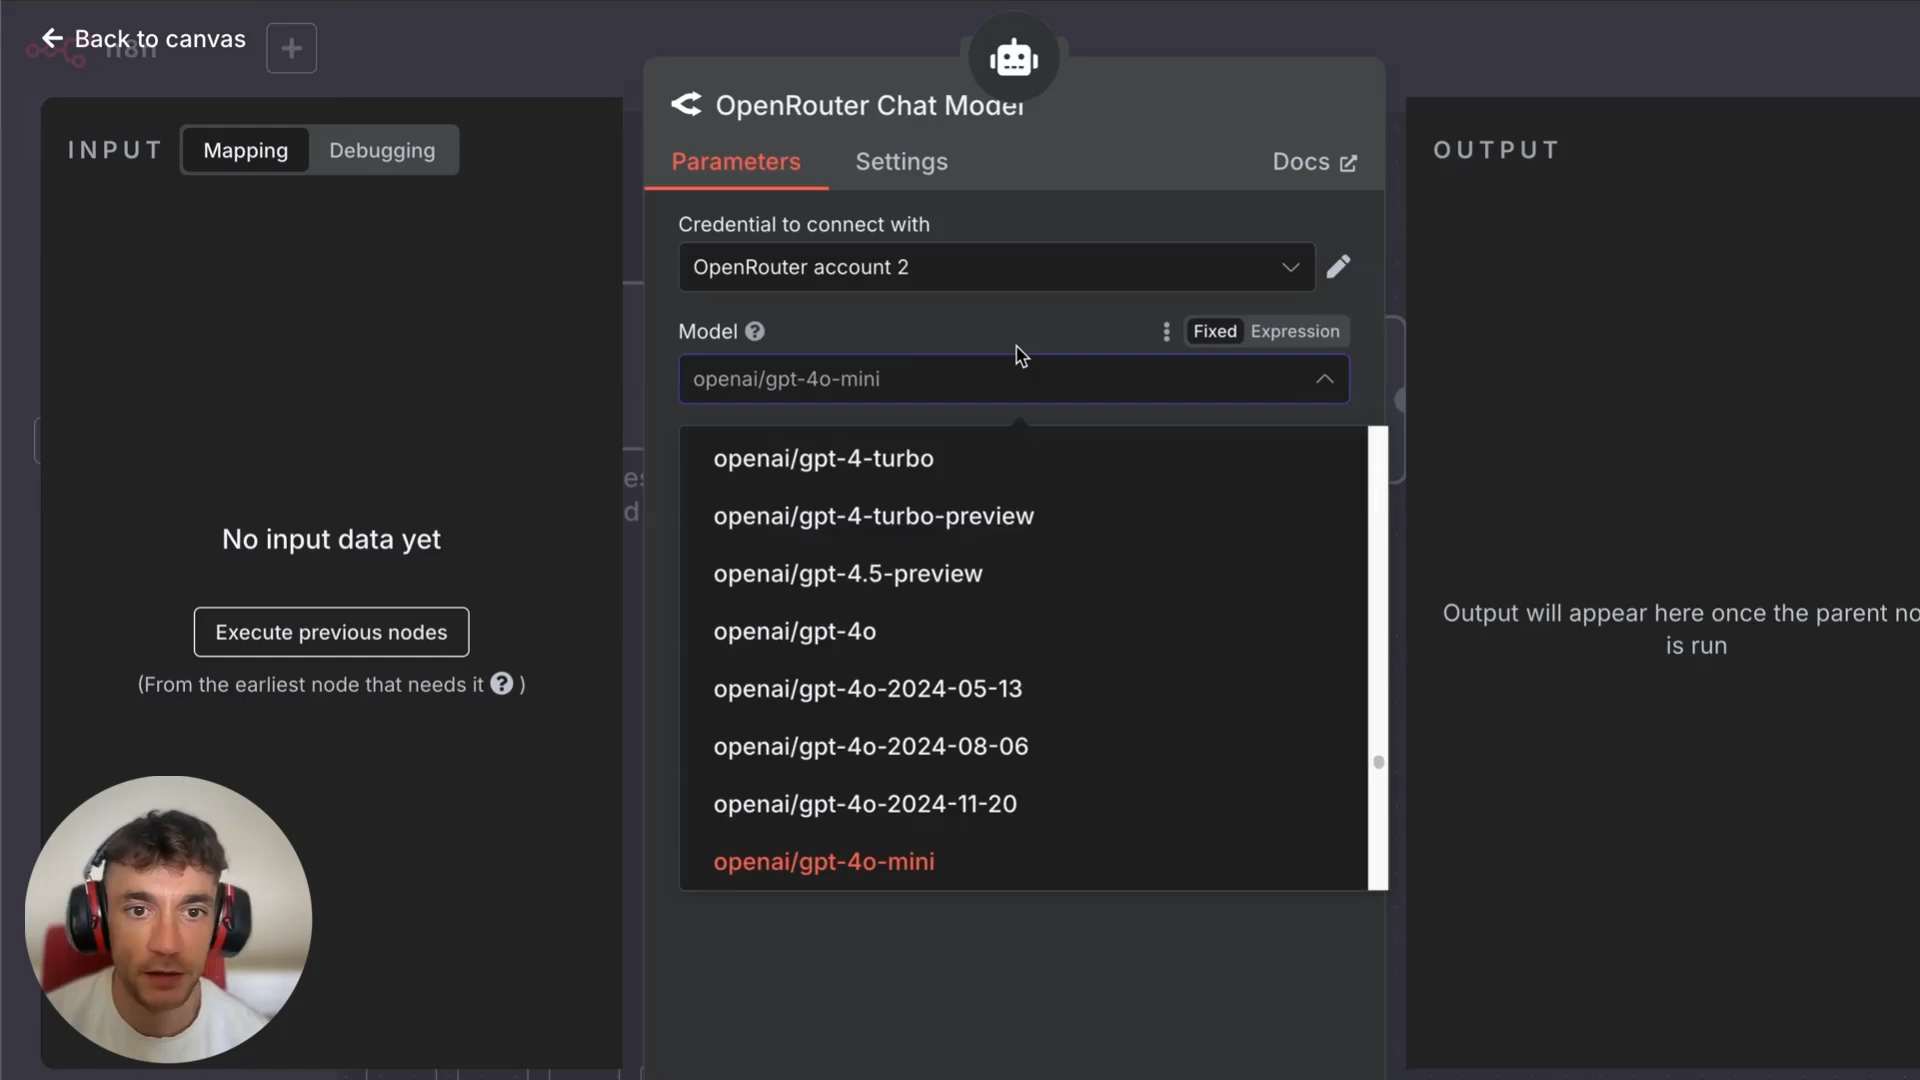 Back to canvas
n8n
INPUT
Mapping
Debugging
No input data yet
Execute previous nodes
(From the earliest node that needs it ? )
OpenRouter Chat Model
Parameters
Settings
Docs
Credential to connect with
OpenRouter account 2
Model ?
Fixed
Expression
openai/gpt-4o-mini
openai/gpt-4-turbo
openai/gpt-4-turbo-preview
openai/gpt-4.5-preview
openai/gpt-4o
openai/gpt-4o-2024-05-13
openai/gpt-4o-2024-08-06
openai/gpt-4o-2024-11-20
openai/gpt-4o-mini
OUTPUT
Output will appear here once the parent no
is run